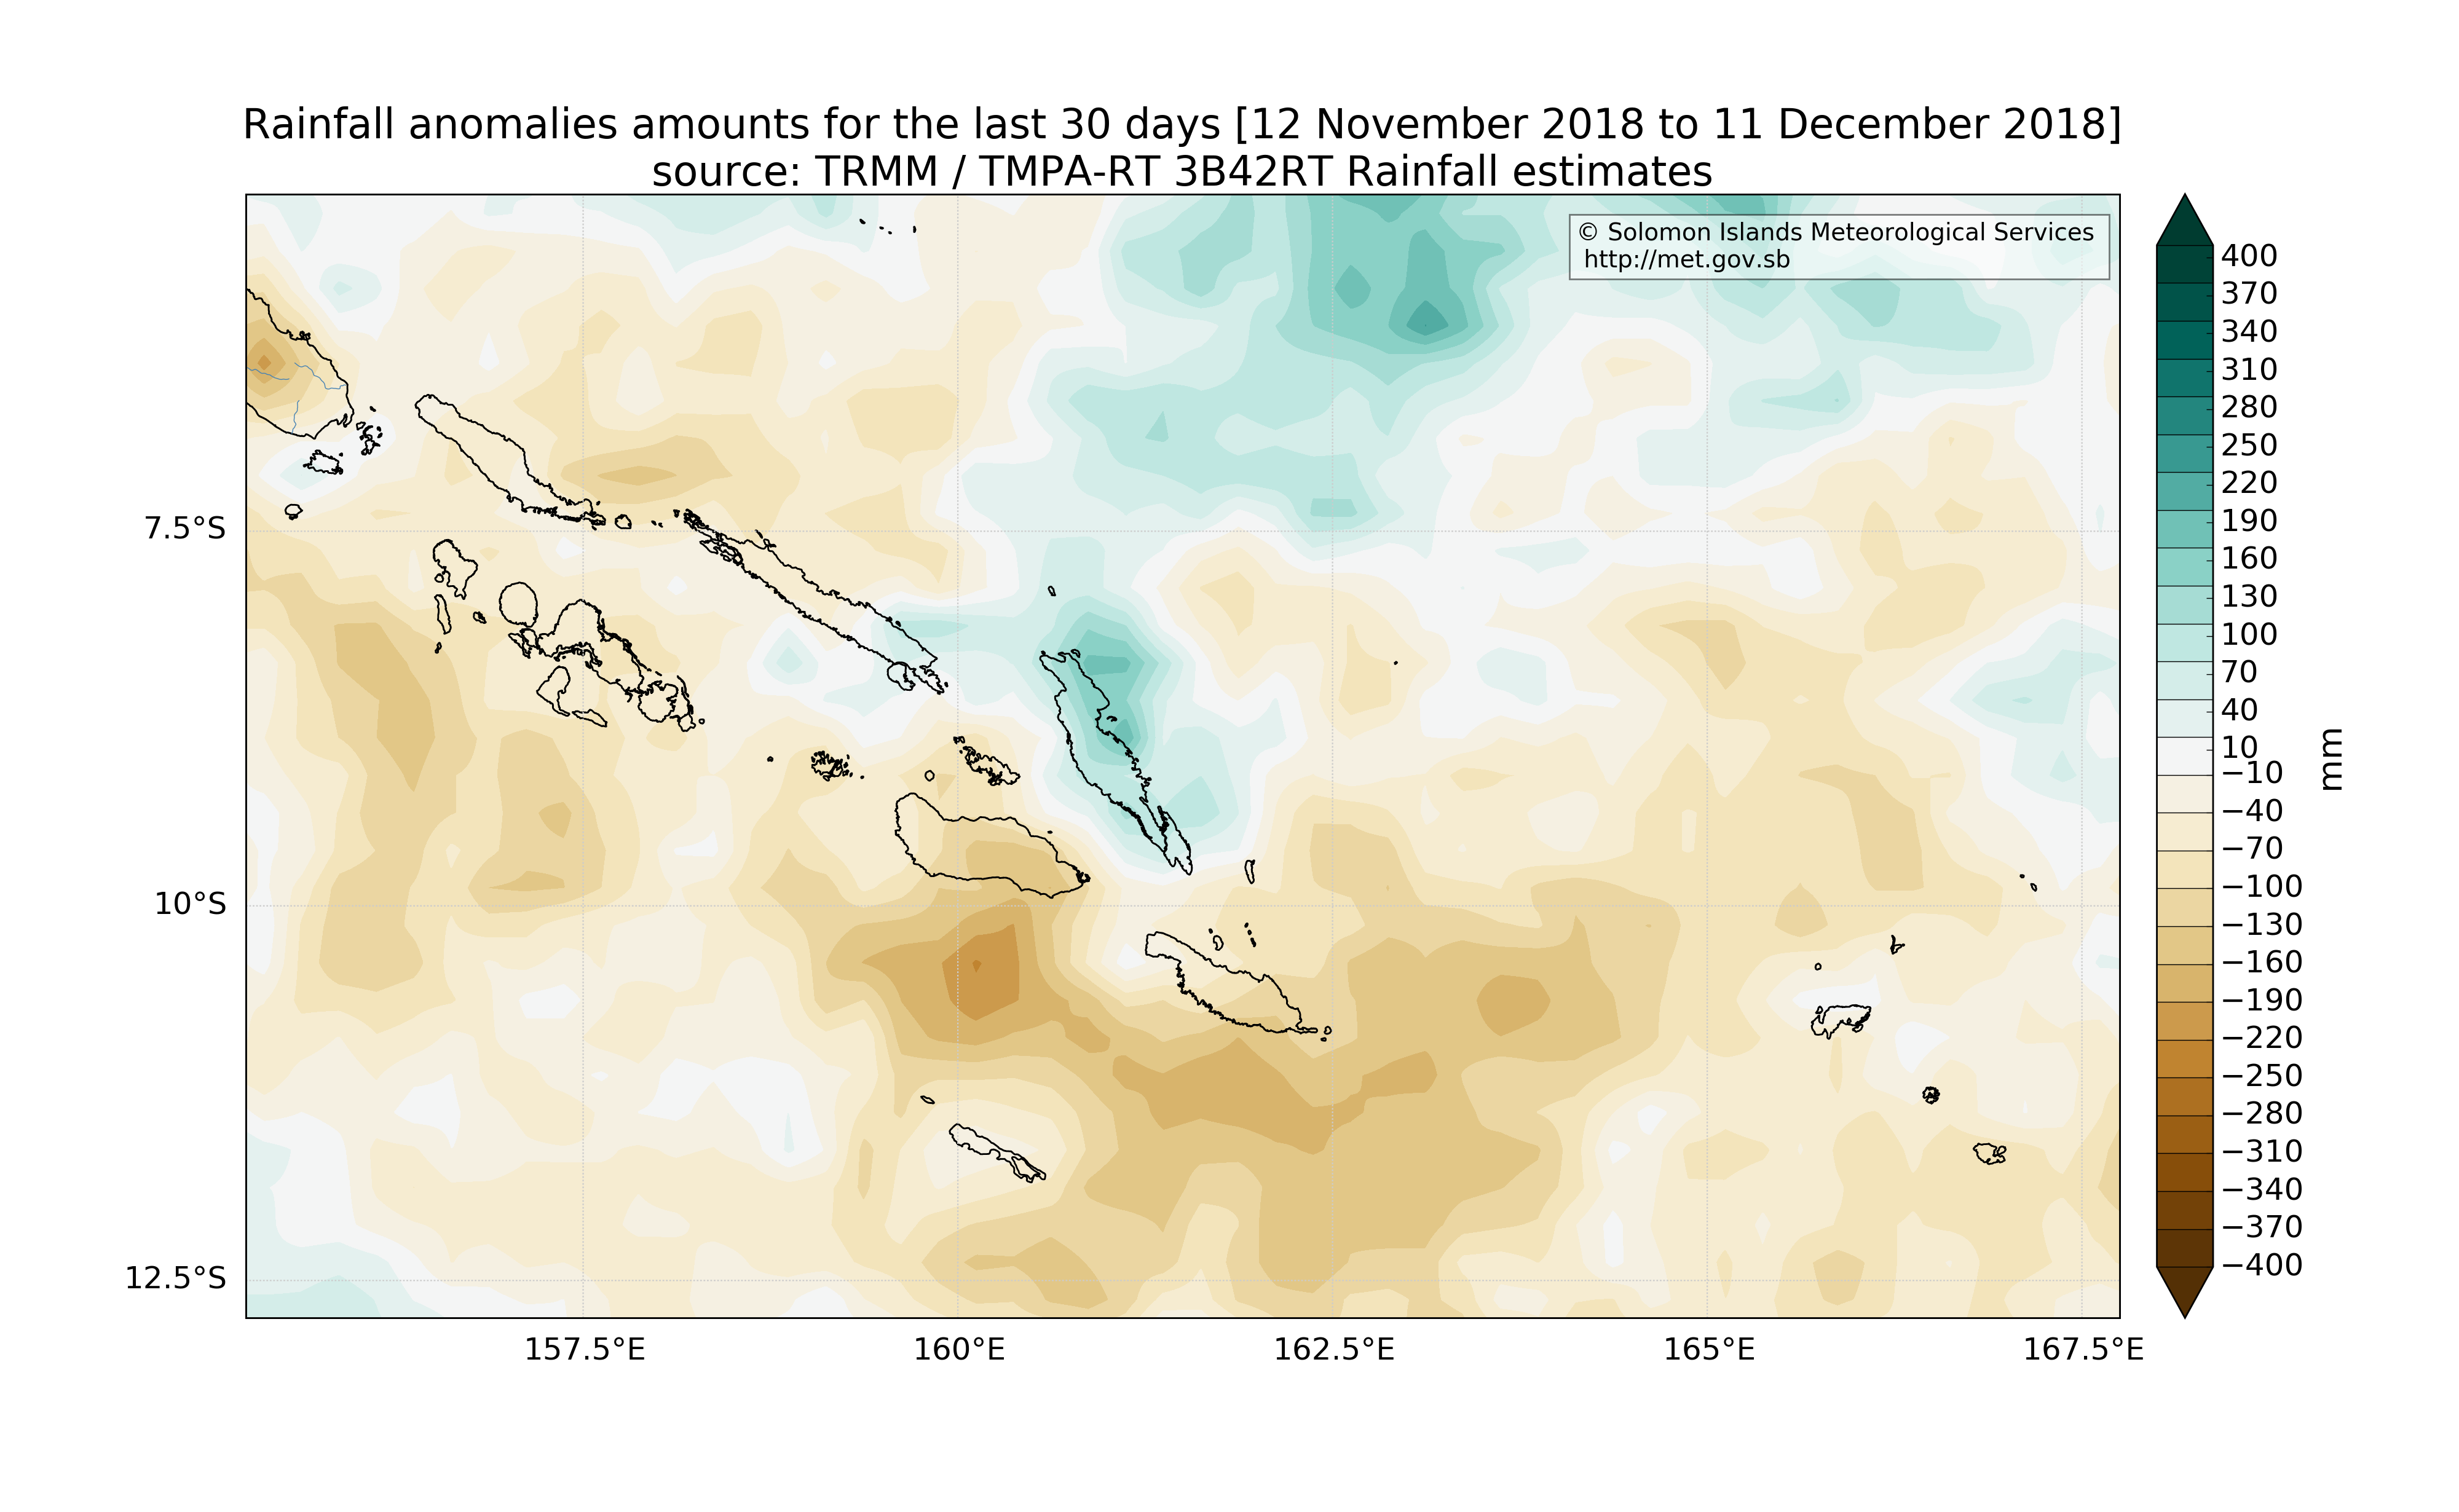 Rainfall anomalies amounts for the last 30 days [12 November 2018 to 11 December 2018]
source: TRMM / TMPA-RT 3B42RT Rainfall estimates
© Solomon Islands Meteorological Services
http://met.gov.sb
7.5°S
10°S
12.5°S
157.5°E
160°E
162.5°E
165°E
167.5°E
400
370
340
310
280
250
220
190
160
130
100
70
40
10
−10
−40
−70
−100
−130
−160
−190
−220
−250
−280
−310
−340
−370
−400
mm